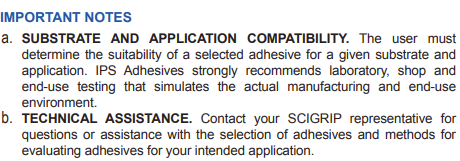 IMPORTANT NOTES
a. SUBSTRATE AND APPLICATION COMPATIBILITY. The user must
determine the suitability of a selected adhesive for a given substrate and
application. IPS Adhesives strongly recommends laboratory, shop and
end-use testing that simulates the actual manufacturing and end-use
environment.
b. TECHNICAL ASSISTANCE. Contact your SCIGRIP representative for
questions or assistance with the selection of adhesives and methods for
evaluating adhesives for your intended application.